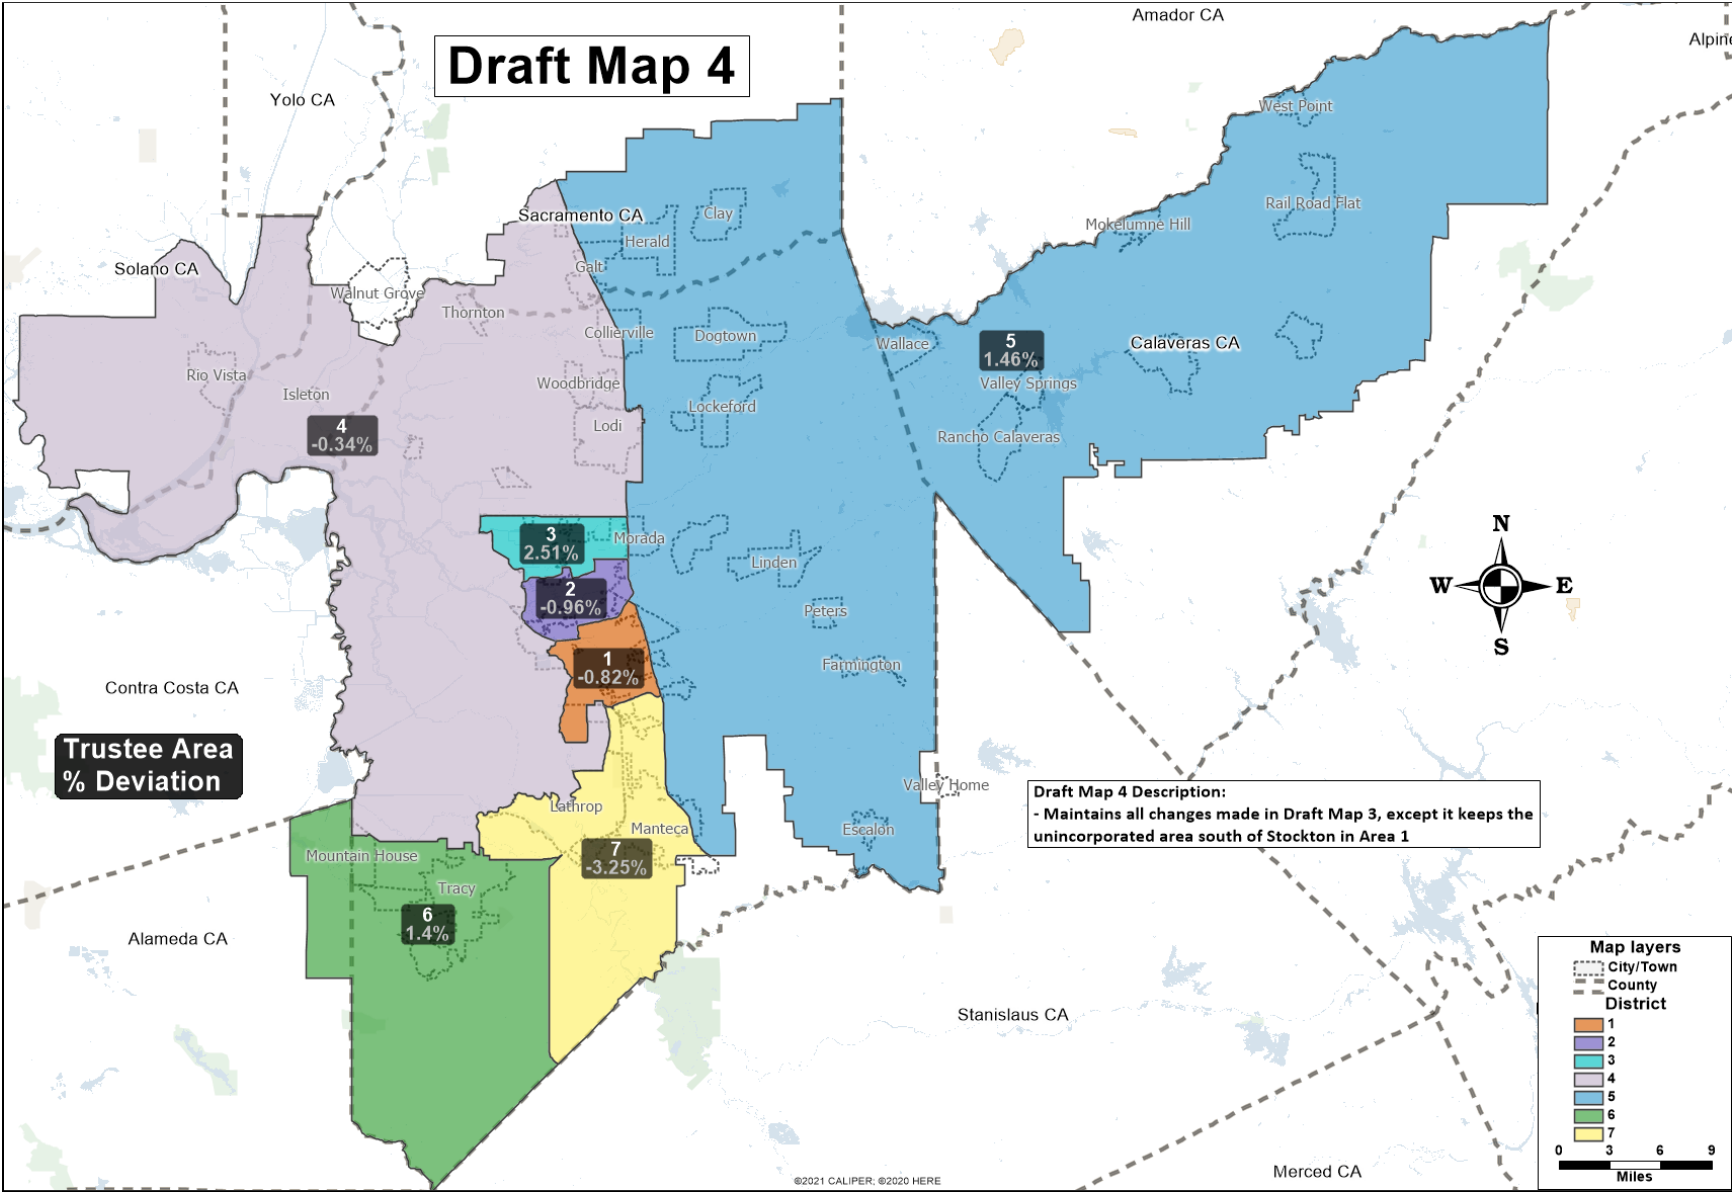 Amador CA
Alpine
Draft Map 4
Yolo CA
West Point
Sacramento CA
Clay
Rail Road Flat
Mokelumne Hill
Herald
Solano CA
Galt
Walnut Grove
Thornton
Collierville
Dogtown
Wallace
5
1.46%
Calaveras CA
Rio Vista
Isleton
Woodbridge
Valley Springs
Lockeford
Lodi
4
-0.34%
Rancho Calaveras
N
3
2.51%
Morada
Linden
W
E
2
-0.96%
Peters
S
1
-0.82%
Farmington
Contra Costa CA
Trustee Area
% Deviation
Valley Home
Draft Map 4 Description:
- Maintains all changes made in Draft Map 3, except it keeps the
unincorporated area south of Stockton in Area 1
Lathrop
Manteca
Escalon
Mountain House
7
-3.25%
Tracy
6
1.4%
Alameda CA
Stanislaus CA
Map layers
City/Town
County
District
1
2
3
4
5
6
7
0 3 6 9
Miles
Merced CA
©2021 CALIPER; ©2020 HERE